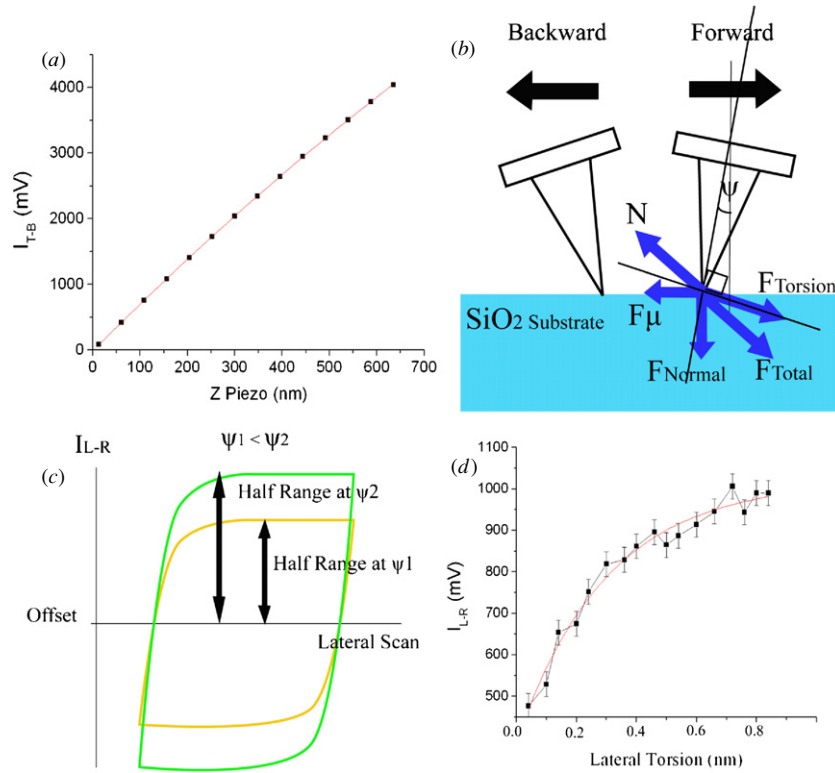 (a)
4000
3000
2000
1000
0
I_T-B (mV)
0 100 200 300 400 500 600 700
Z Piezo (nm)
(b)
Backward
Forward
ψ
N
F_Torsion
SiO2 Substrate
Fμ
F_Normal
F_Total
(c)
I_L-R
ψ1 < ψ2
Half Range at ψ2
Half Range at ψ1
Offset
Lateral Scan
(d)
1100
1000
900
800
700
600
500
I_L-R (mV)
0.0 0.2 0.4 0.6 0.8
Lateral Torsion (nm)